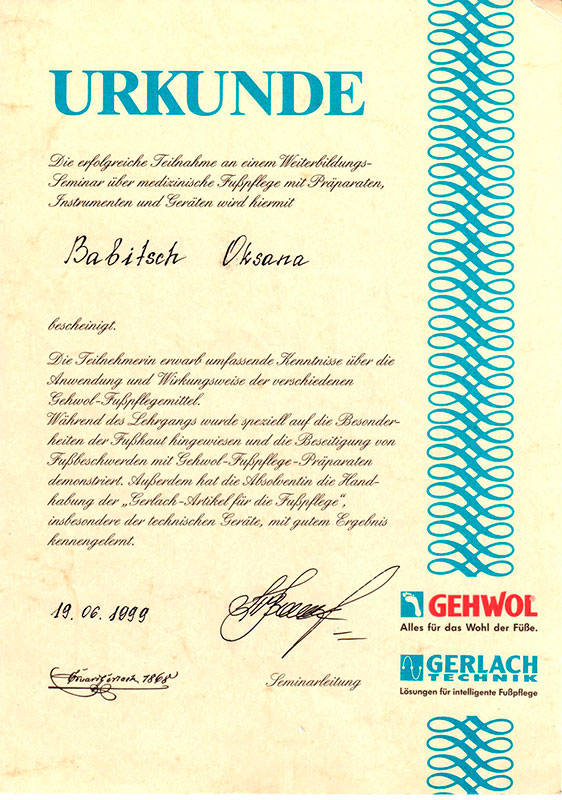 URKUNDE
Die erfolgreiche Teilnahme an einem Weiterbildungs-
Seminar über medizinische Fußpflege mit Präparaten,
Instrumenten und Geräten wird hiermit
Babitsch Oksana
bescheinigt.
Die Teilnehmerin erwarb umfassende Kenntnisse über die
Anwendung und Wirkungsweise der verschiedenen
Gehwol-Fußpflegemittel.
Während des Lehrgangs wurde speziell auf die Besonder-
heiten der Fußhaut hingewiesen und die Beseitigung von
Fußbeschwerden mit Gehwol-Fußpflege-Präparaten
demonstriert. Außerdem hat die Absolventin die Hand-
habung der „Gerlach-Artikel für die Fußpflege“,
insbesondere der technischen Geräte, mit gutem Ergebnis
kennengelernt.
19.06.1999
1868
Seminarleitung
GEHWOL
Alles für das Wohl der Füße.
GERLACH
TECHNIK
Lösungen für intelligente Fußpflege